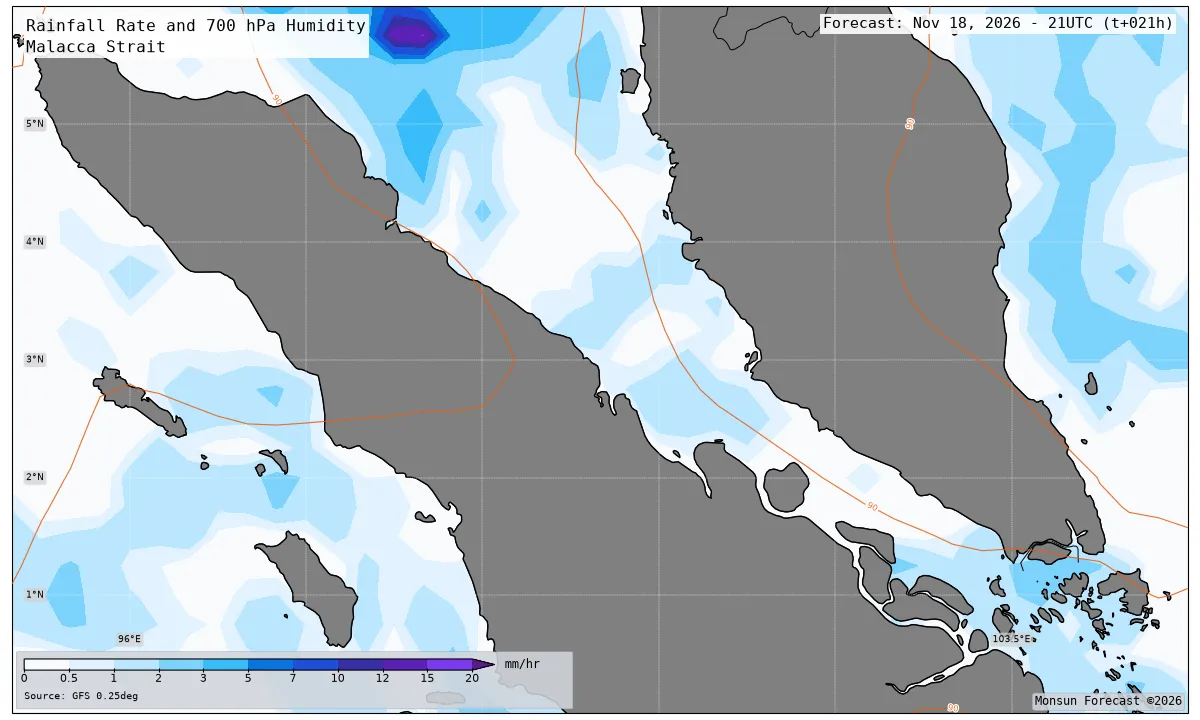 Rainfall Rate and 700 hPa Humidity
Malacca Strait
Forecast: Nov 18, 2026 - 21UTC (t+021h)
90
90
5°N
4°N
3°N
2°N
90
1°N
96°E
103.5°E
mm/hr
0 0.5 1 2 3 5 7 10 12 15 20
Source: GFS 0.25deg
90
Monsun Forecast ©2026